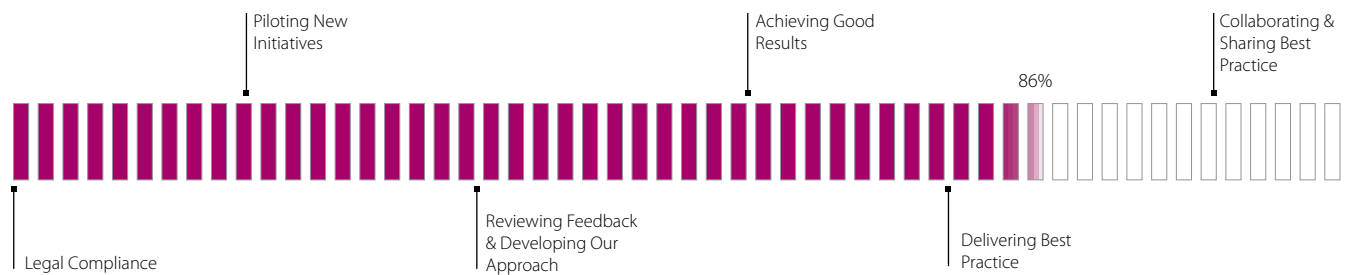 Piloting New
Initiatives
Achieving Good
Results
Collaborating &
Sharing Best
Practice
86%
Legal Compliance
Reviewing Feedback
& Developing Our
Approach
Delivering Best
Practice